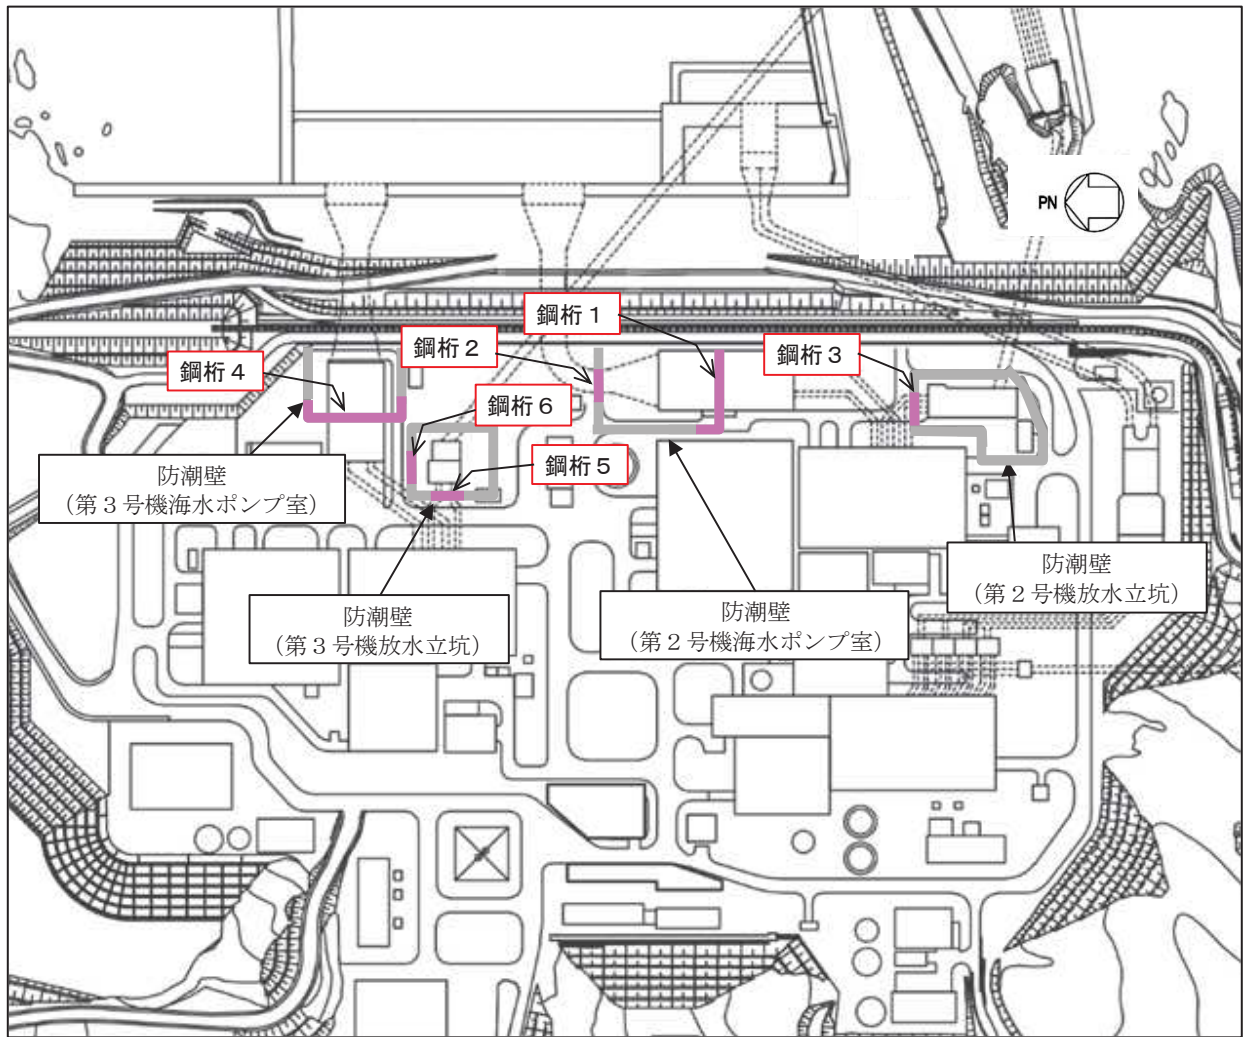 PN
鋼桁１
鋼桁２
鋼桁３
鋼桁４
鋼桁６
鋼桁５
防潮壁
（第３号機海水ポンプ室）
防潮壁
（第２号機放水立坑）
防潮壁
（第３号機放水立坑）
防潮壁
（第２号機海水ポンプ室）